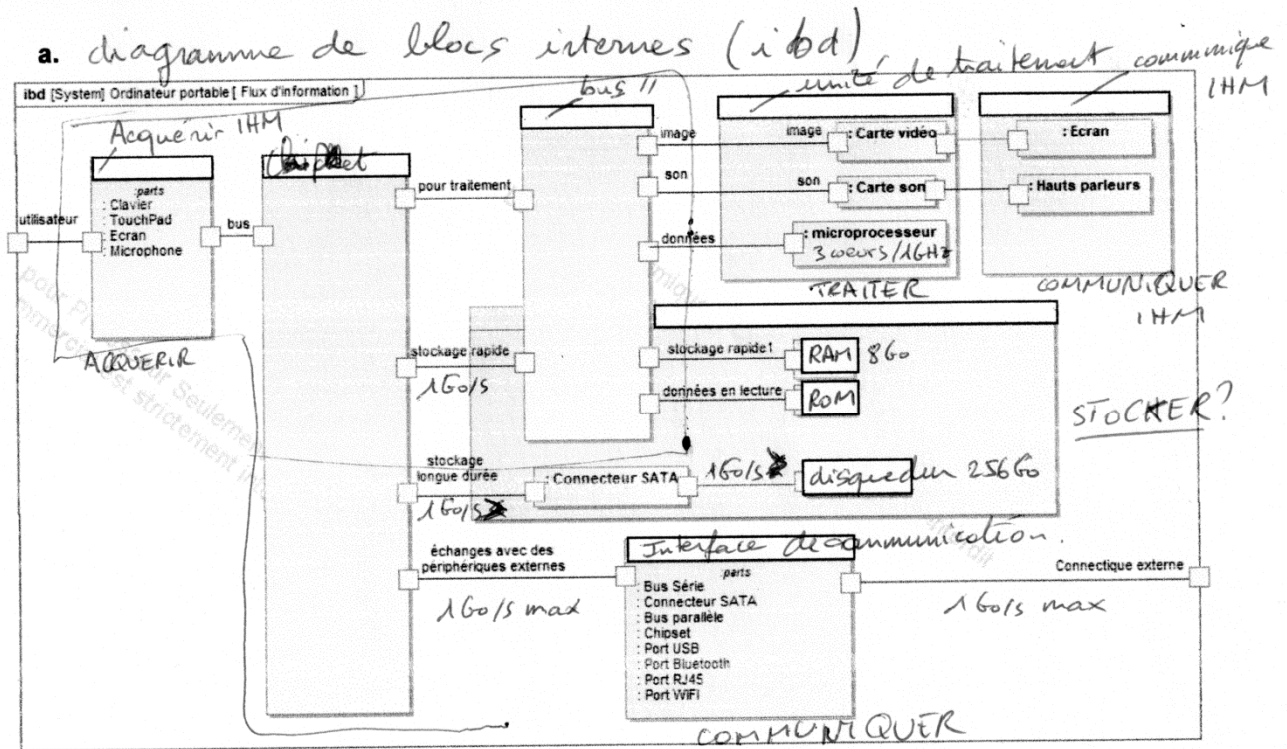 a. diagramme de blocs internes (ibd)
ibd [System] Ordinateur portable [ Flux d'information ]
bus //
unité de traitement
communique
IHM
Acquérir IHM
Chipset
:parts
: Clavier
: TouchPad
: Ecran
: Microphone
utilisateur
bus
pour traitement
image
image
: Carte vidéo
: Ecran
son
son
: Carte son
: Hauts parleurs
données
: microprocesseur
3 coeurs/1GHz
TRAITER
COMMUNIQUER
IHM
ACQUERIR
stockage rapide
1Go/s
stockage rapide1
RAM 8Go
données en lecture
ROM
STOCKER?
stockage
longue durée
1Go/s
: Connecteur SATA
1Go/s
disque dur 256Go
échanges avec des
périphériques externes
1Go/s max
Interface de communication.
:parts
: Bus Série
: Connecteur SATA
: Bus parallèle
: Chipset
: Port USB
: Port Bluetooth
: Port RJ45
: Port WiFi
Connectique externe
1Go/s max
COMMUNIQUER